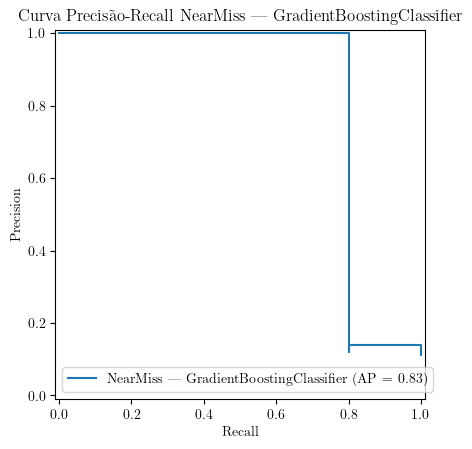 Curva Precisão-Recall NearMiss — GradientBoostingClassifier
1.0
0.8
0.6
0.4
0.2
0.0
Precision
NearMiss — GradientBoostingClassifier (AP = 0.83)
0.0 0.2 0.4 0.6 0.8 1.0
Recall